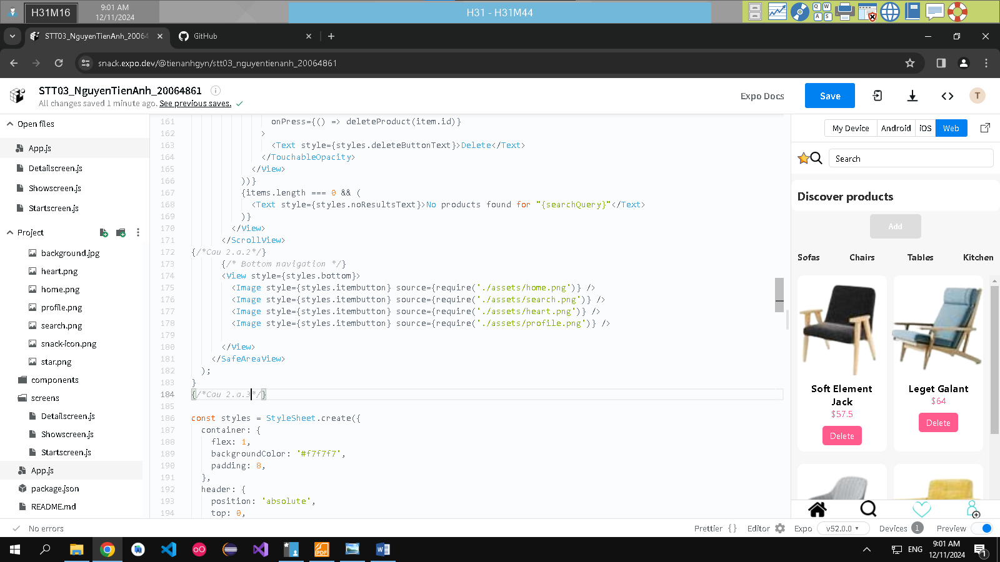 H31M16
9:01 AM
12/11/2024
H31 - H31M44
Q W
A S
STT03_NguyenTienAnh_20064
GitHub
snack.expo.dev/@tienanhgyn/stt03_nguyentienanh_20064861
STT03_NguyenTienAnh_20064861
All changes saved 1 minute ago. See previous saves.
Expo Docs
Save
T
Open files
App.js
Detailscreen.js
Showscreen.js
Startscreen.js
Project
background.jpg
heart.png
home.png
profile.png
search.png
snack-icon.png
star.png
components
screens
Detailscreen.js
Showscreen.js
Startscreen.js
App.js
package.json
README.md
161 onPress={() => deleteProduct(item.id)}
162 >
163 <Text style={styles.deleteButtonText}>Delete</Text>
164 </TouchableOpacity>
165 </View>
166 ))}
167 {items.length === 0 && (
168 <Text style={styles.noResultsText}>No products found for "{searchQuery}"</Text>
169 )}
170 </View>
171 </ScrollView>
172 {/*Cau 2.a.2*/}
173 {/* Bottom navigation */}
174 <View style={styles.bottom}>
175 <Image style={styles.itembutton} source={require('./assets/home.png')} />
176 <Image style={styles.itembutton} source={require('./assets/search.png')} />
177 <Image style={styles.itembutton} source={require('./assets/heart.png')} />
178 <Image style={styles.itembutton} source={require('./assets/profile.png')} />
179
180 </View>
181 </SafeAreaView>
182 );
183 }
184 {/*Cau 2.a.3*/}
185
186 const styles = StyleSheet.create({
187 container: {
188 flex: 1,
189 backgroundColor: '#f7f7f7',
190 padding: 8,
191 },
192 header: {
193 position: 'absolute',
194 top: 0,
My Device
Android
iOS
Web
Search
Discover products
Add
Sofas
Chairs
Tables
Kitchen
Soft Element
Jack
$57.5
Delete
Leget Galant
$64
Delete
No errors
Prettier {}
Editor
Expo
v52.0.0
Devices
1
Preview
PDF
ENG
9:01 AM
12/11/2024
1